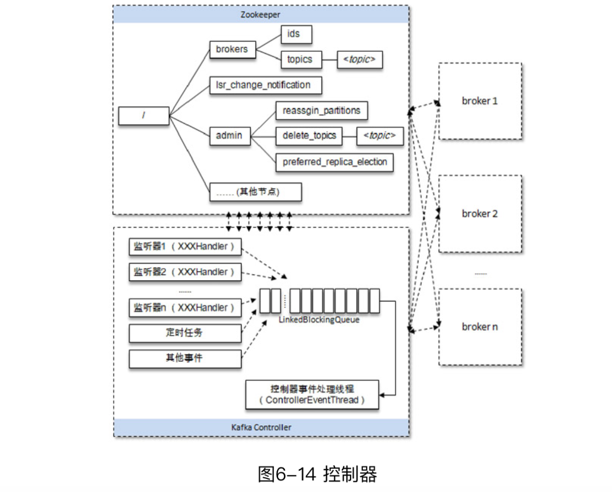 Zookeeper
ids
brokers
topics
<topic>
lsr_change_notification
/
reassgin_partitions
admin
delete_topics
<topic>
preferred_replica_election
......(其他节点)
broker 1
broker 2
......
broker n
监听器1（XXXHandler）
监听器2（XXXHandler）
......
监听器n（XXXHandler）
定时任务
其他事件
......
LinkedBlockingQueue
控制器事件处理线程
（ControllerEventThread）
Kafka Controller
图6-14 控制器